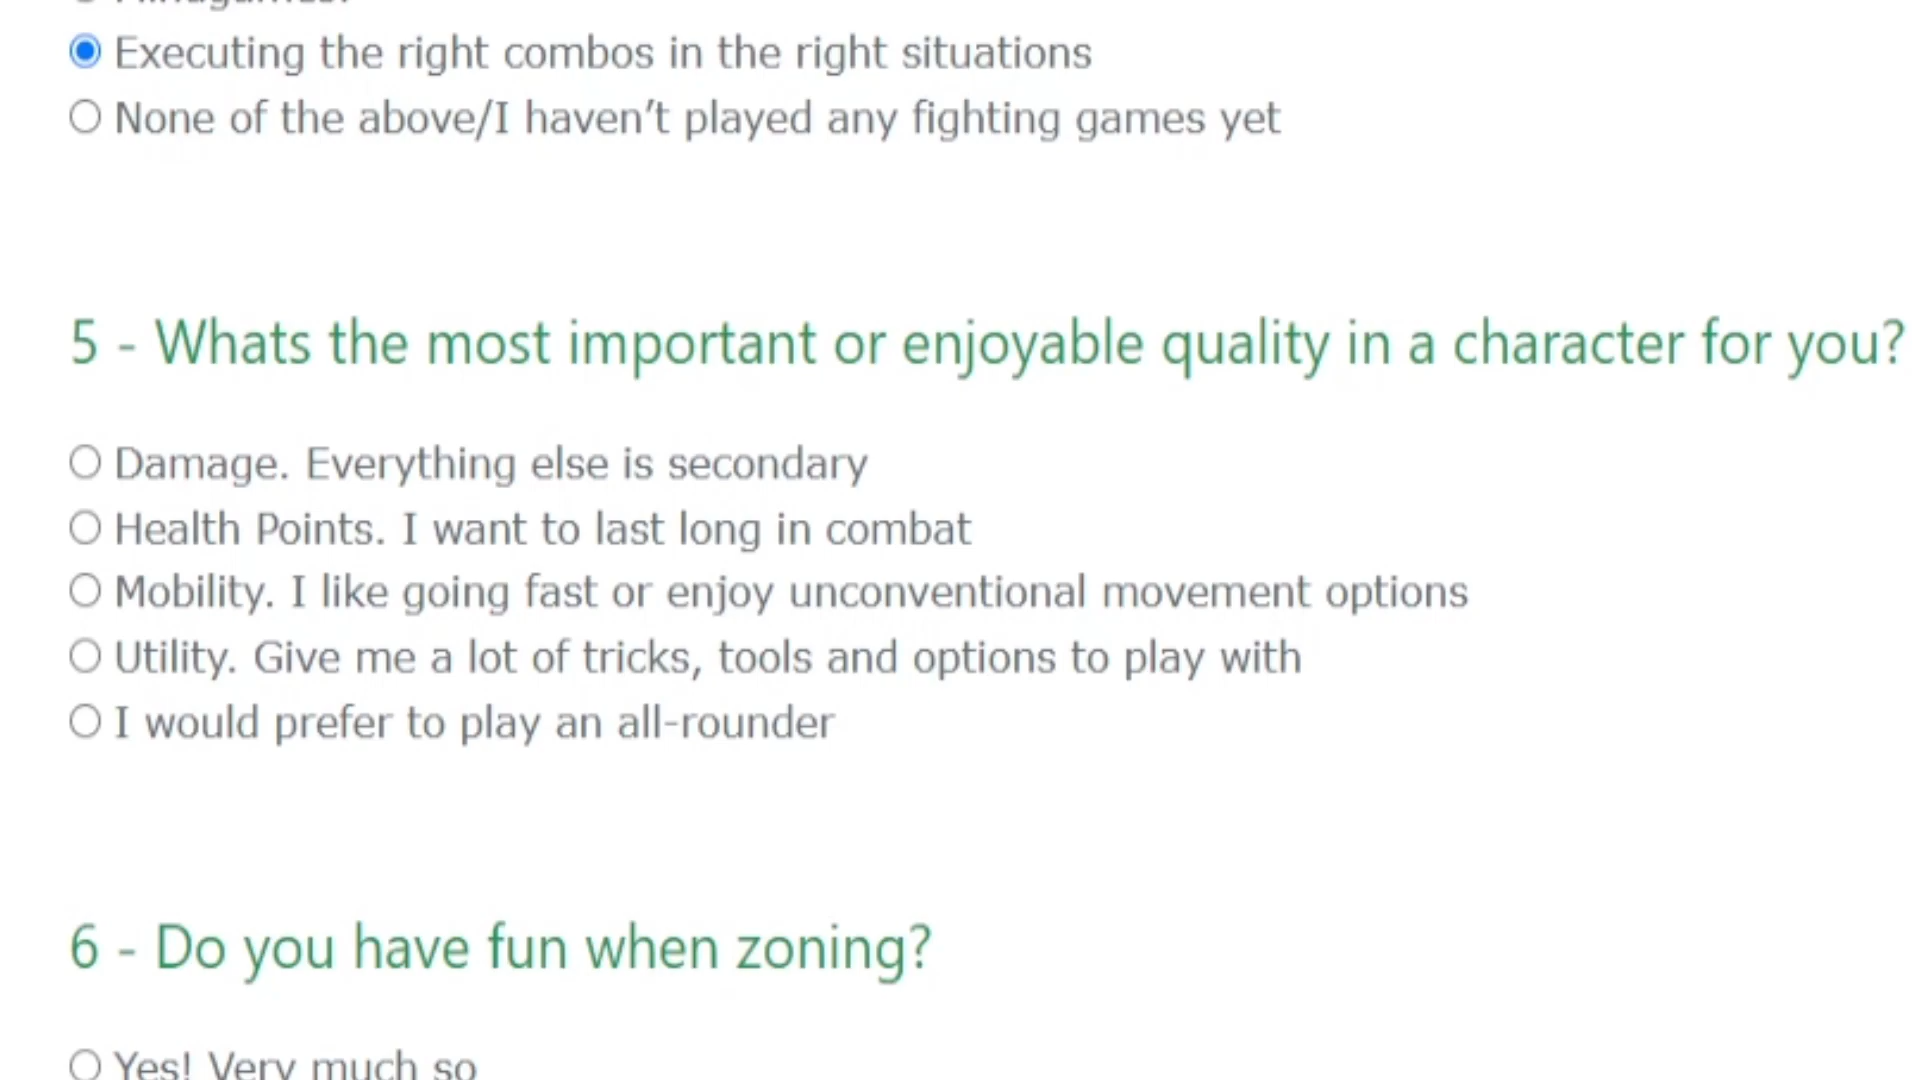 Executing the right combos in the right situations
None of the above/I haven’t played any fighting games yet
5 - Whats the most important or enjoyable quality in a character for you?
Damage. Everything else is secondary
Health Points. I want to last long in combat
Mobility. I like going fast or enjoy unconventional movement options
Utility. Give me a lot of tricks, tools and options to play with
I would prefer to play an all-rounder
6 - Do you have fun when zoning?
Yes! Very much so